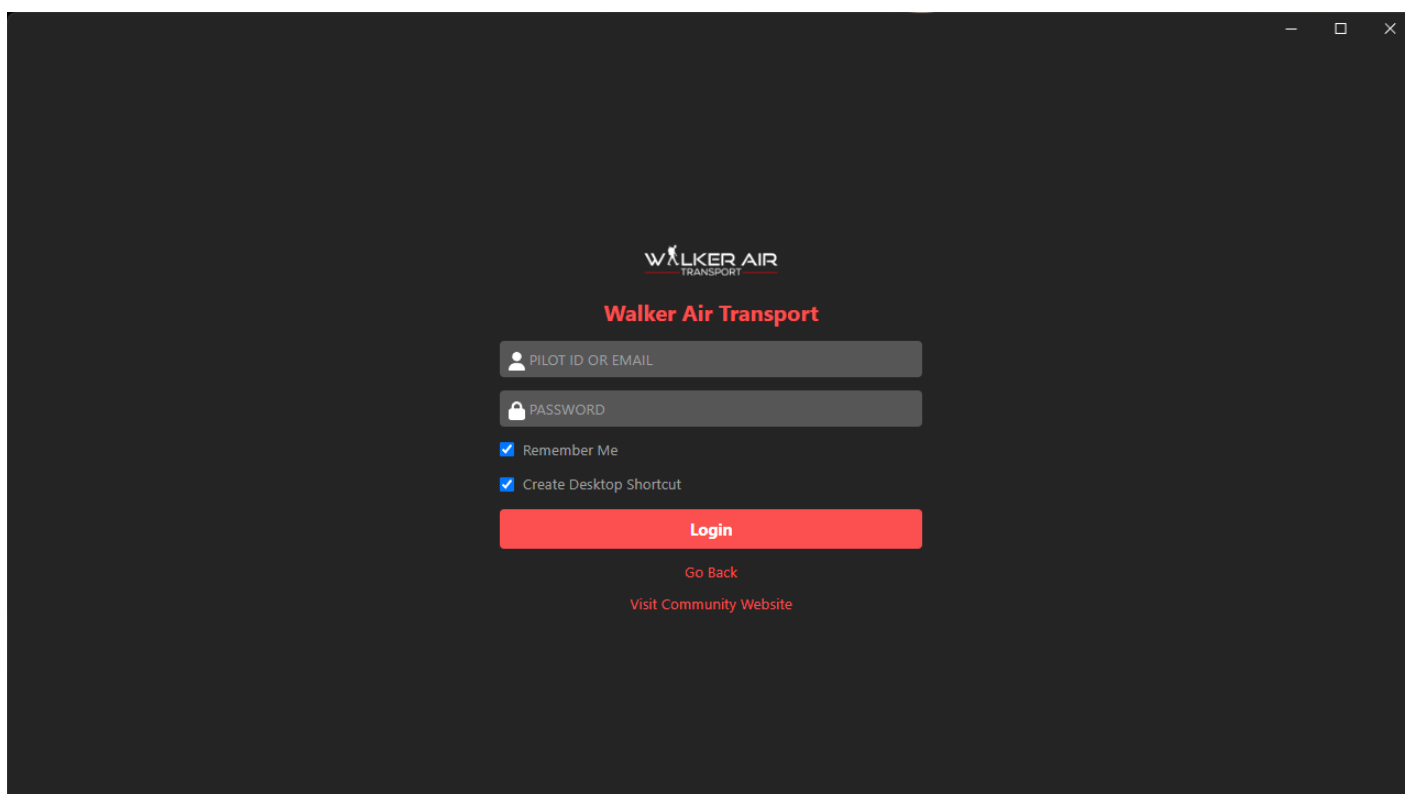 WALKER AIR
TRANSPORT
Walker Air Transport
PILOT ID OR EMAIL
PASSWORD
Remember Me
Create Desktop Shortcut
Login
Go Back
Visit Community Website